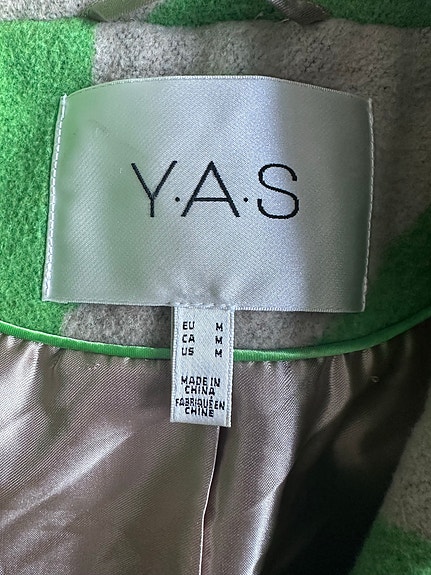 Y·A·S
EU M
CA M
US M
MADE IN
CHINA
FABRIQUÉ EN
CHINE